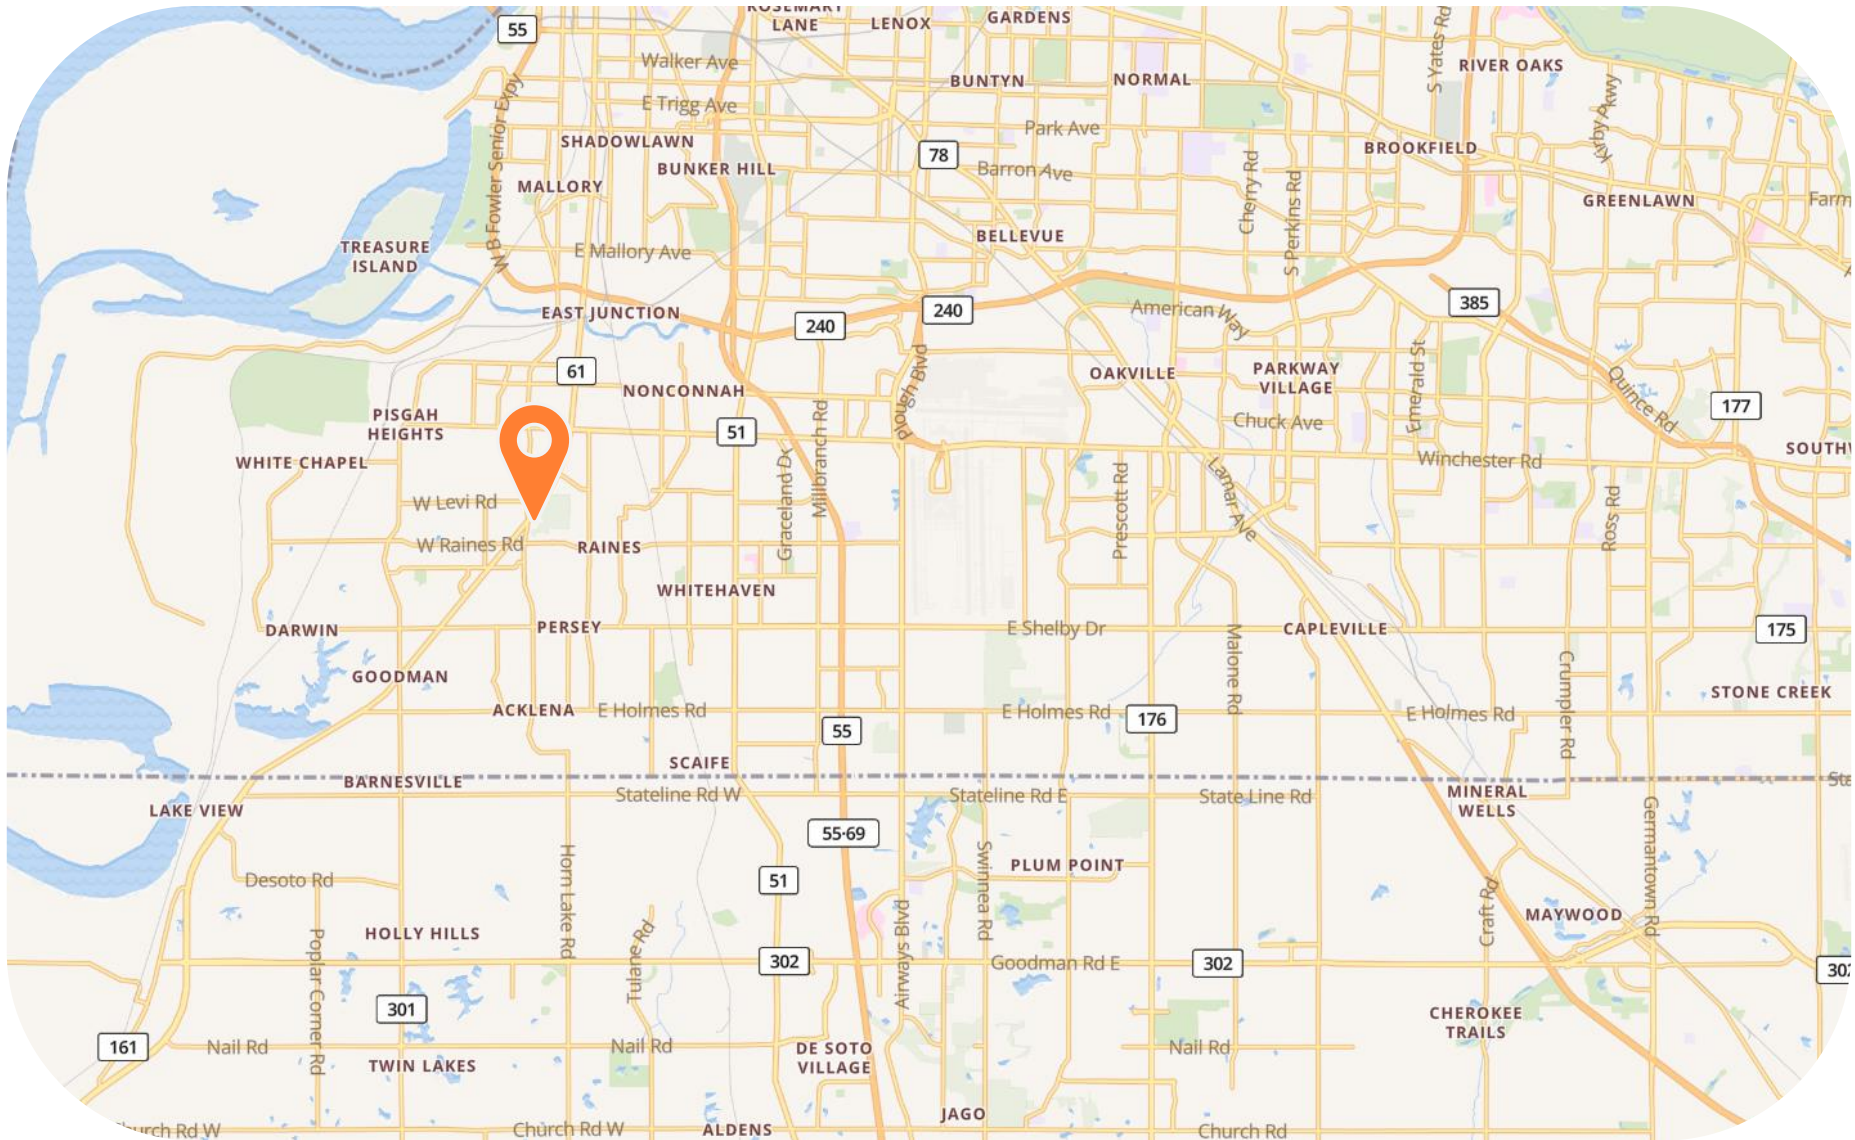 55
ROSEMARY
LANE
LENOX
GARDENS
Walker Ave
BUNTYN
NORMAL
S Yates Rd
RIVER OAKS
W B Fowler Senior Expy
E Trigg Ave
Park Ave
Kirby Pkwy
SHADOWLAWN
BUNKER HILL
78
Barron Ave
Cherry Rd
S Perkins Rd
BROOKFIELD
MALLORY
GREENLAWN
Farm
TREASURE
ISLAND
E Mallory Ave
BELLEVUE
EAST JUNCTION
240
240
American Way
385
61
NONCONNAH
Plough Blvd
OAKVILLE
PARKWAY
VILLAGE
Emerald St
Quince Rd
177
PISGAH
HEIGHTS
51
Millbranch Rd
Chuck Ave
WHITE CHAPEL
Graceland Dr
Winchester Rd
SOUTHW
W Levi Rd
Prescott Rd
Lamar Ave
Ross Rd
W Raines Rd
RAINES
WHITEHAVEN
DARWIN
PERSEY
E Shelby Dr
Malone Rd
CAPLEVILLE
175
GOODMAN
Crumpler Rd
STONE CREEK
ACKLENA
E Holmes Rd
55
E Holmes Rd
176
E Holmes Rd
SCAIFE
BARNESVILLE
Stateline Rd W
Stateline Rd E
State Line Rd
MINERAL
WELLS
Sta
LAKE VIEW
55·69
Germantown Rd
Horn Lake Rd
Swinnea Rd
PLUM POINT
Desoto Rd
51
Craft Rd
MAYWOOD
HOLLY HILLS
Poplar Corner Rd
Tulane Rd
302
Airways Blvd
Goodman Rd E
302
302
301
CHEROKEE
TRAILS
161
Nail Rd
TWIN LAKES
Nail Rd
DE SOTO
VILLAGE
Nail Rd
JAGO
hurch Rd W
Church Rd W
ALDENS
Church Rd